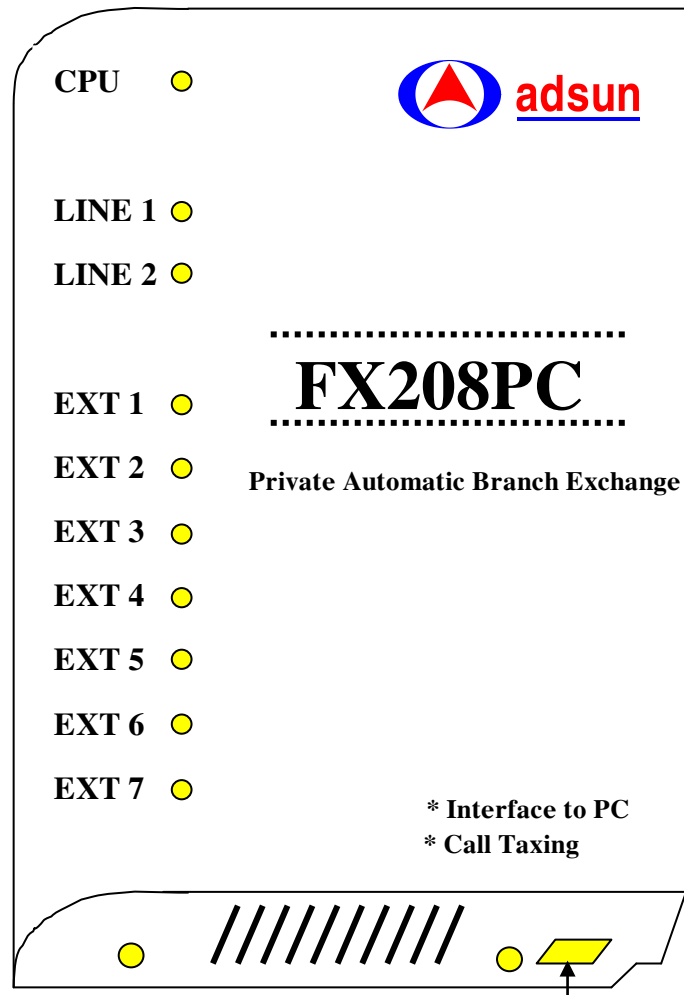 CPU
adsun
LINE 1
LINE 2
FX208PC
EXT 1
EXT 2
Private Automatic Branch Exchange
EXT 3
EXT 4
EXT 5
EXT 6
EXT 7
* Interface to PC
* Call Taxing